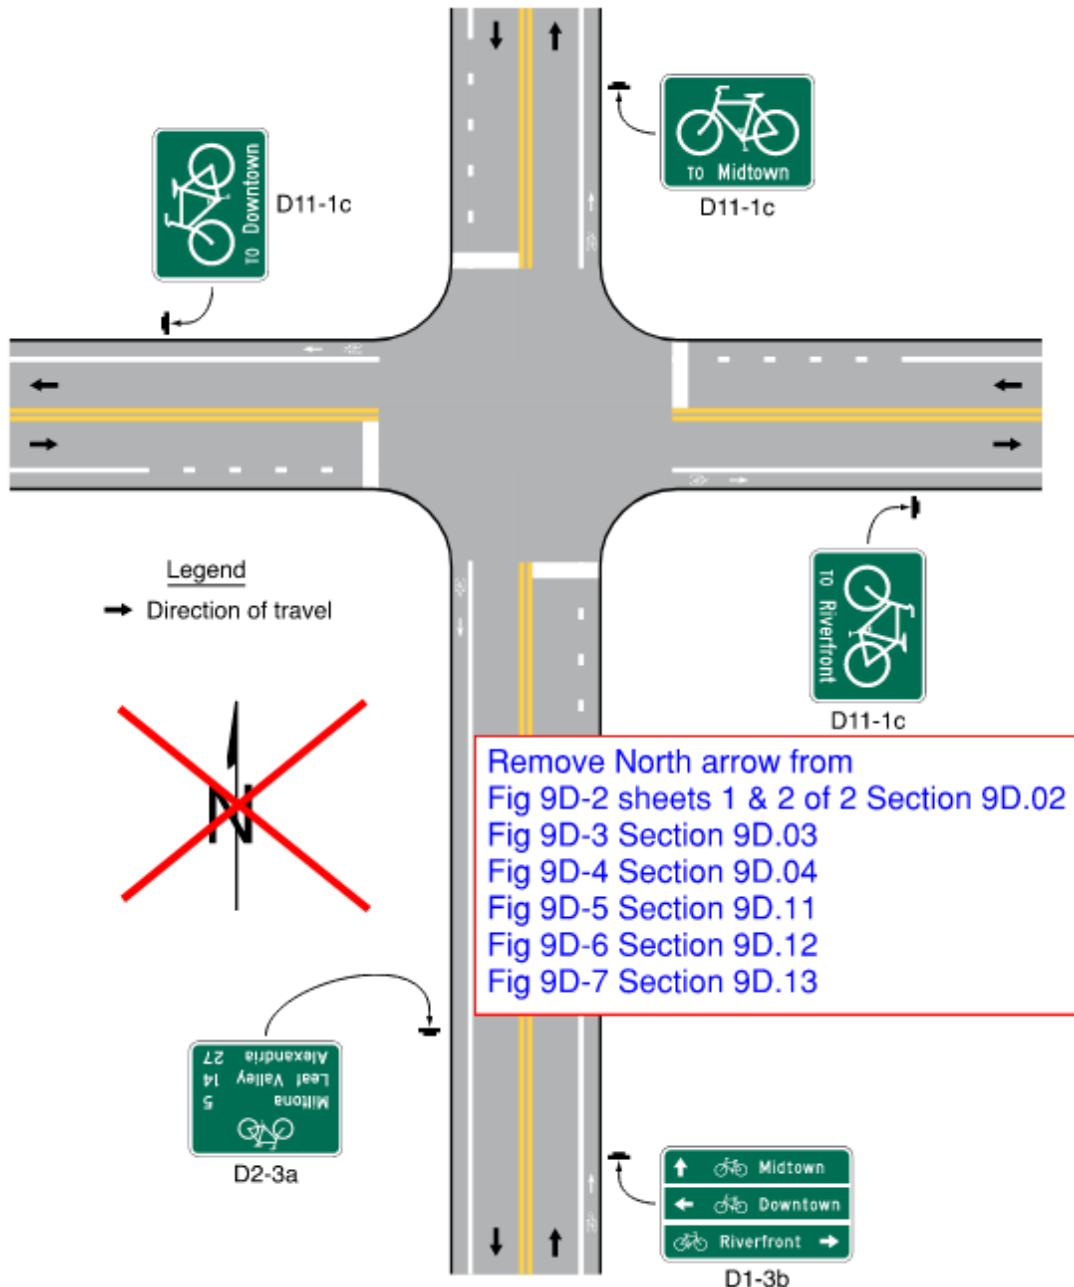 TO Midtown
D11-1c
TO Downtown
D11-1c
Legend
Direction of travel
TO Riverfront
D11-1c
N
Remove North arrow from
Fig 9D-2 sheets 1 & 2 of 2 Section 9D.02
Fig 9D-3 Section 9D.03
Fig 9D-4 Section 9D.04
Fig 9D-5 Section 9D.11
Fig 9D-6 Section 9D.12
Fig 9D-7 Section 9D.13
Miltona 5
Leaf Valley 14
Alexandria 27
D2-3a
Midtown
Downtown
Riverfront
D1-3b